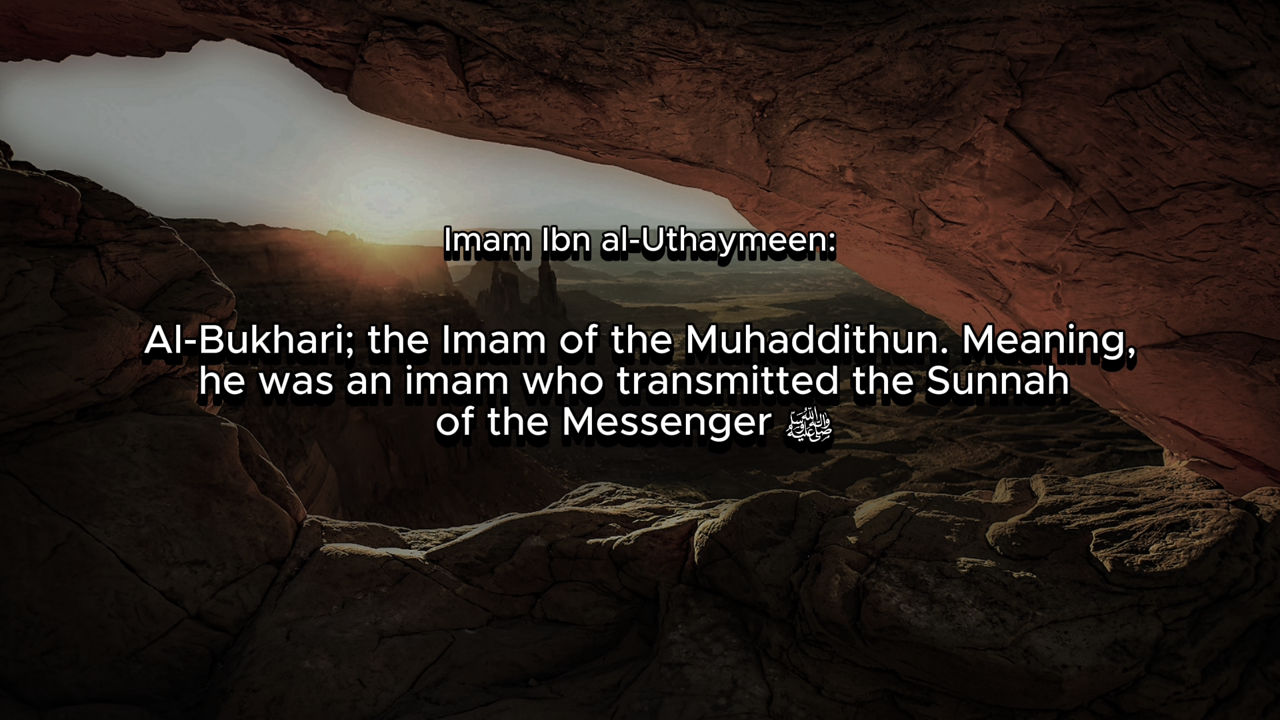 Imam Ibn al-Uthaymeen:
Al-Bukhari; the Imam of the Muhaddithun. Meaning,
he was an imam who transmitted the Sunnah
of the Messenger ﷺ